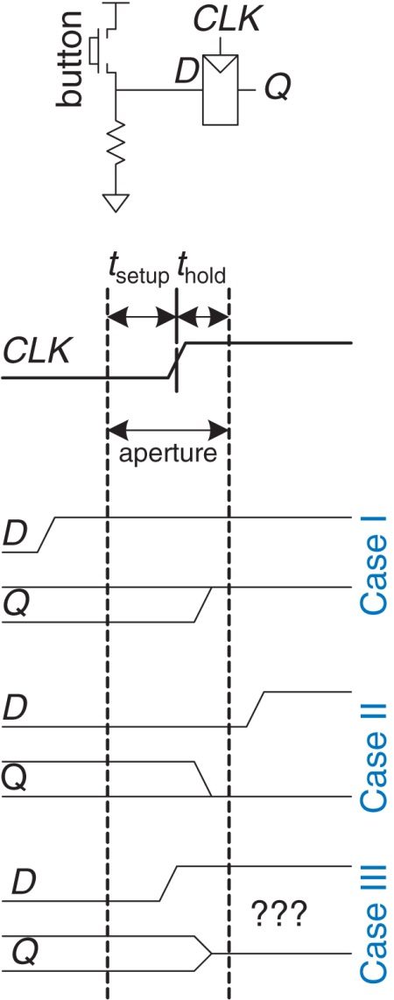 button
CLK
D
Q
tsetup thold
CLK
aperture
D
Q
Case I
D
Q
Case II
D
???
Q
Case III